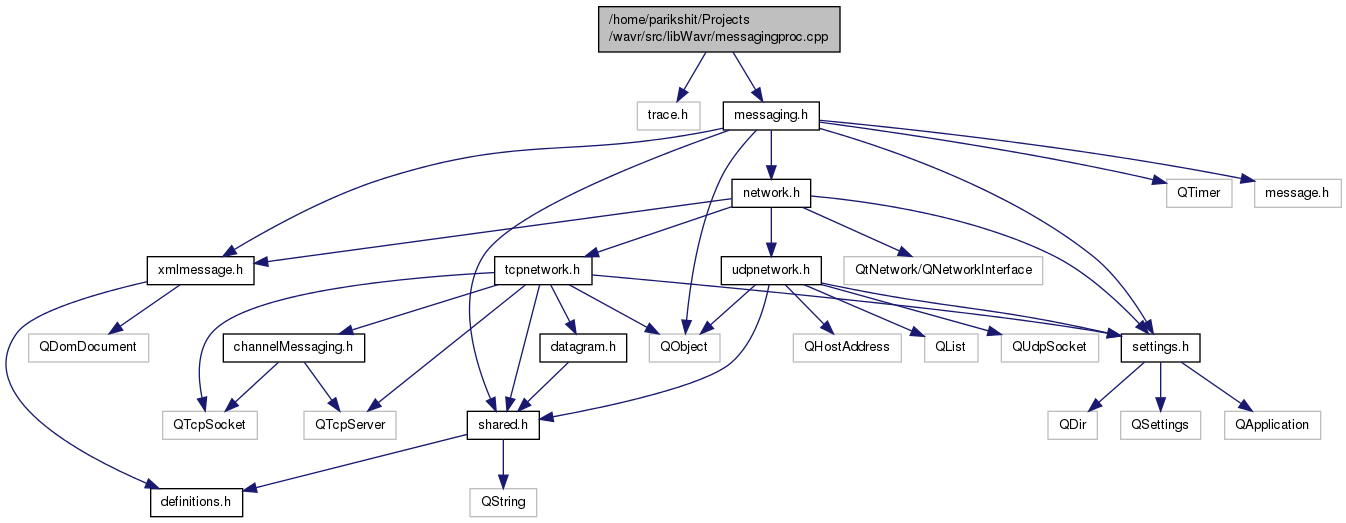 /home/parikshit/Projects
/wavr/src/libWavr/messagingproc.cpp
trace.h
messaging.h
network.h
QTimer
message.h
xmlmessage.h
tcpnetwork.h
udpnetwork.h
QtNetwork/QNetworkInterface
QDomDocument
channelMessaging.h
datagram.h
QObject
QHostAddress
QList
QUdpSocket
settings.h
QTcpSocket
QTcpServer
shared.h
QDir
QSettings
QApplication
definitions.h
QString